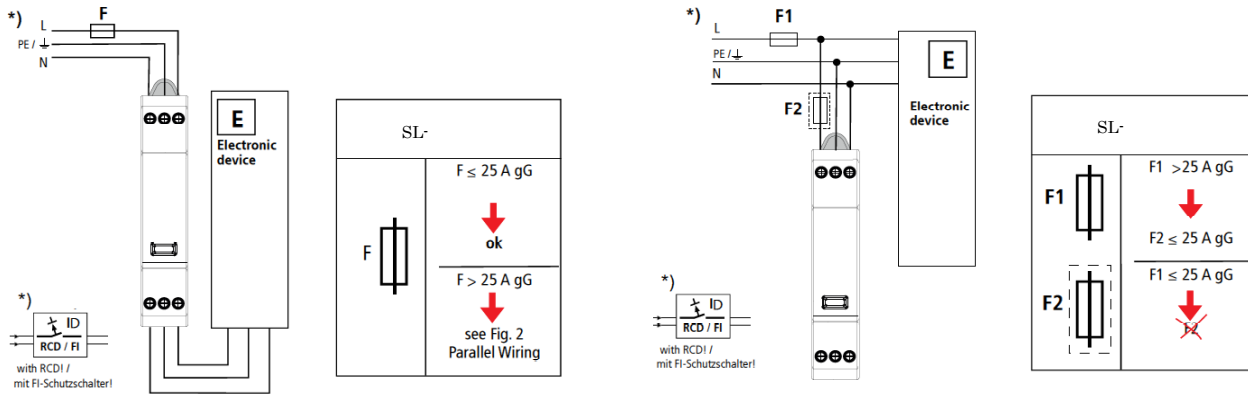 *)
F
L
PE /
N
E
Electronic
device
*)
ID
RCD / FI
with RCD! /
mit FI-Schutzschalter!
SL-
F
F ≤ 25 A gG
ok
F > 25 A gG
see Fig. 2
Parallel Wiring
*)
F1
L
PE /
N
F2
E
Electronic
device
*)
ID
RCD / FI
with RCD! /
mit FI-Schutzschalter!
SL-
F1
F1 >25 A gG
F2 ≤ 25 A gG
F2
F1 ≤ 25 A gG
F2